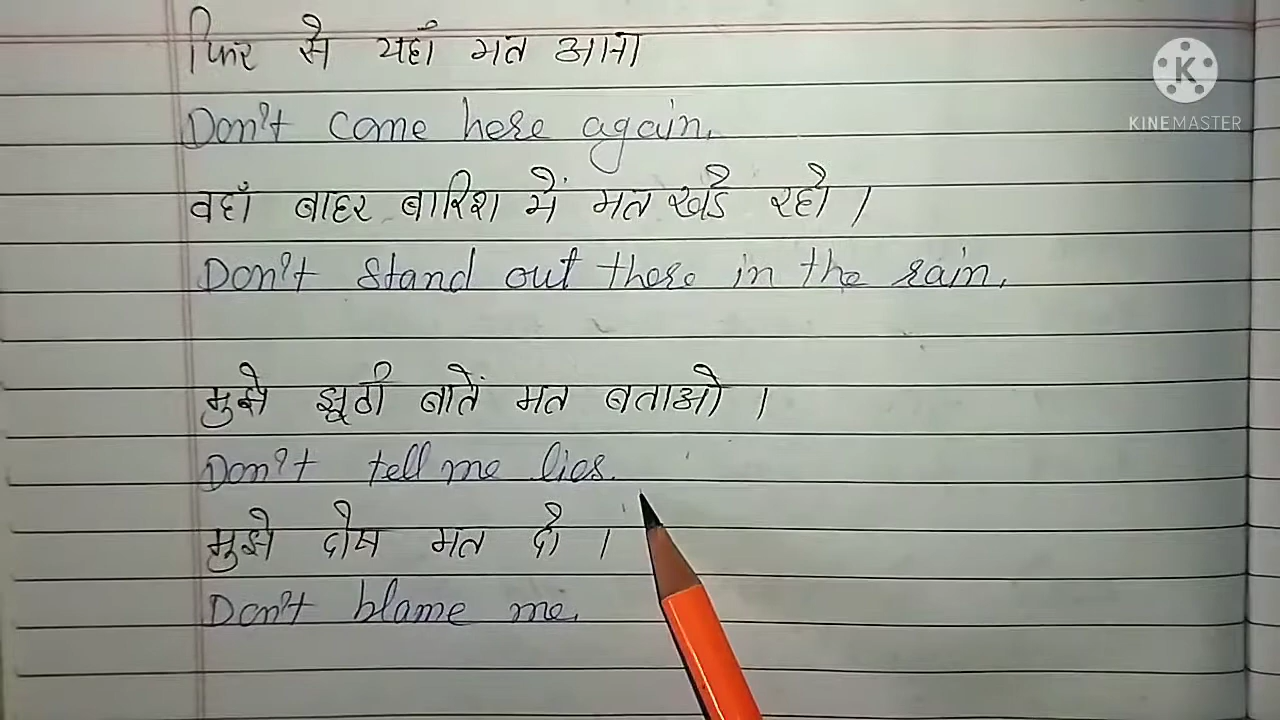 फिर से यहाँ मत आना
Don't come here again.
वहाँ बाहर बारिश में मत खडे रहो ।
Don't stand out there in the rain.
मुझे झूठी बातें मत बताओ ।
Don't tell me lies.
मुझे दोष मत दो ।
Don't blame me.
K
KINEMASTER